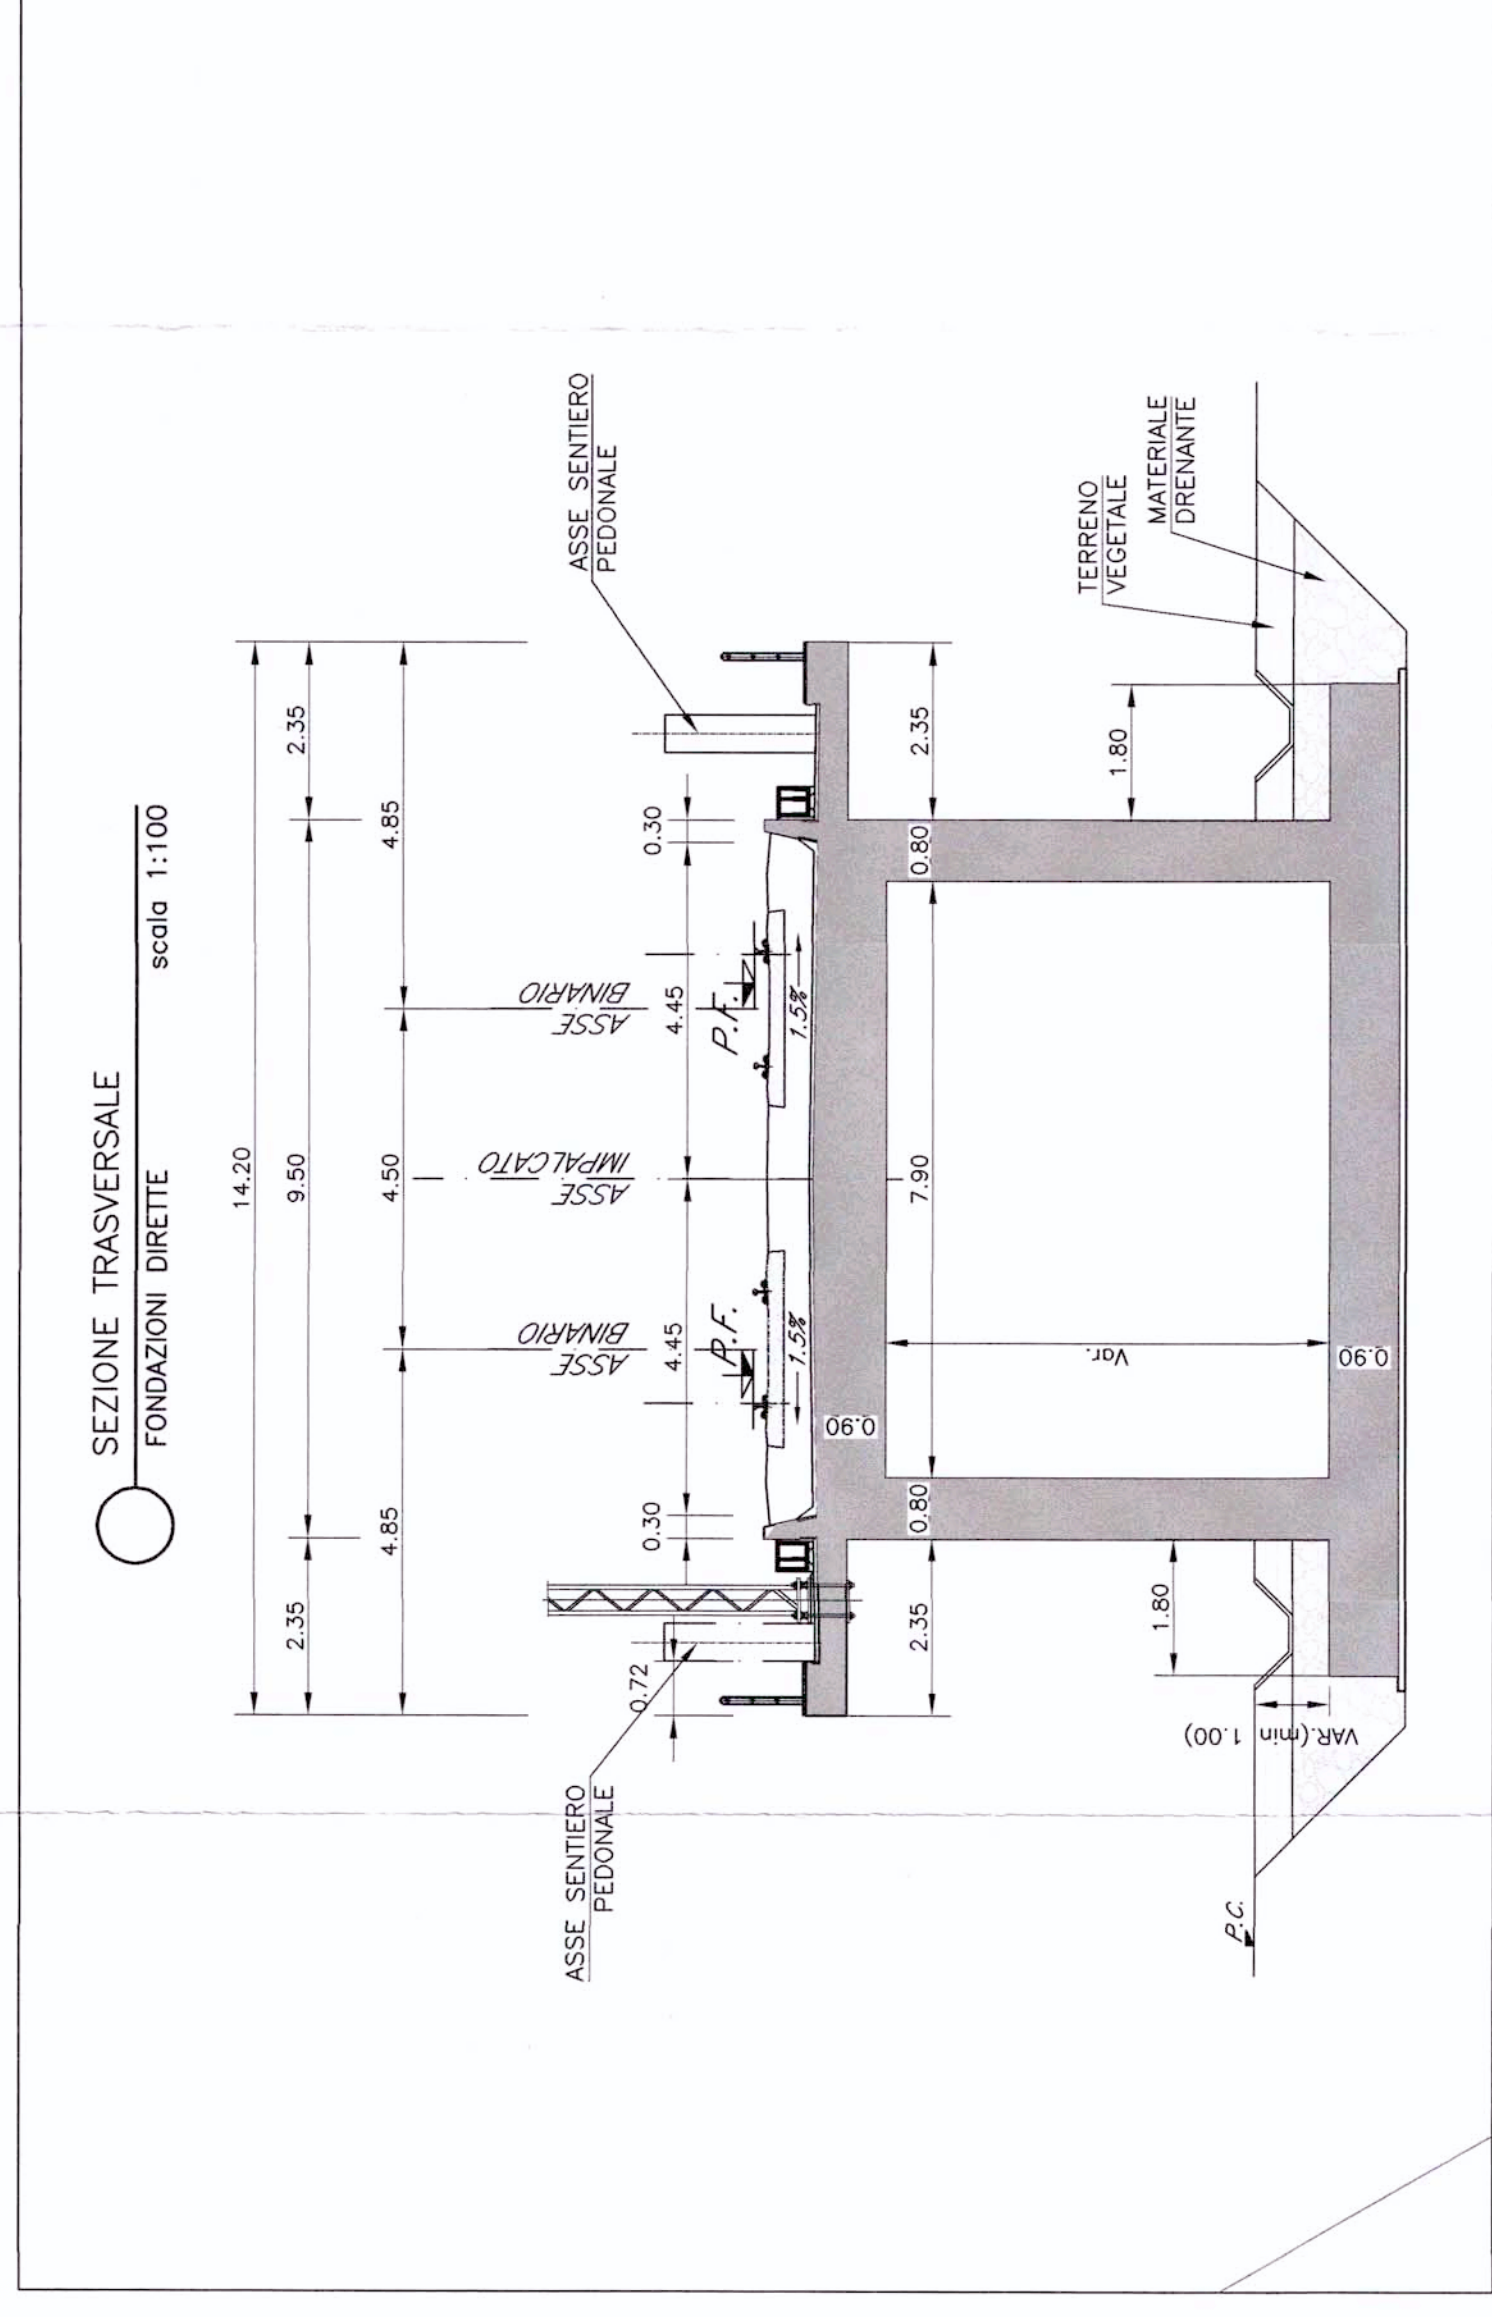 SEZIONE TRASVERSALE
FONDAZIONI DIRETTE
scala 1:100
14.20
2.35
9.50
2.35
4.85
4.50
4.85
ASSE
BINARIO
ASSE
IMPALCATO
ASSE
BINARIO
ASSE SENTIERO
PEDONALE
ASSE SENTIERO
PEDONALE
0.72
0.30
4.45
4.45
0.30
P.F.
P.F.
1.5%
1.5%
0.90
2.35
0.80
7.90
0.80
2.35
Var.
1.80
1.80
TERRENO
VEGETALE
MATERIALE
DRENANTE
P.C.
VAR.(min 1.00)
0.90